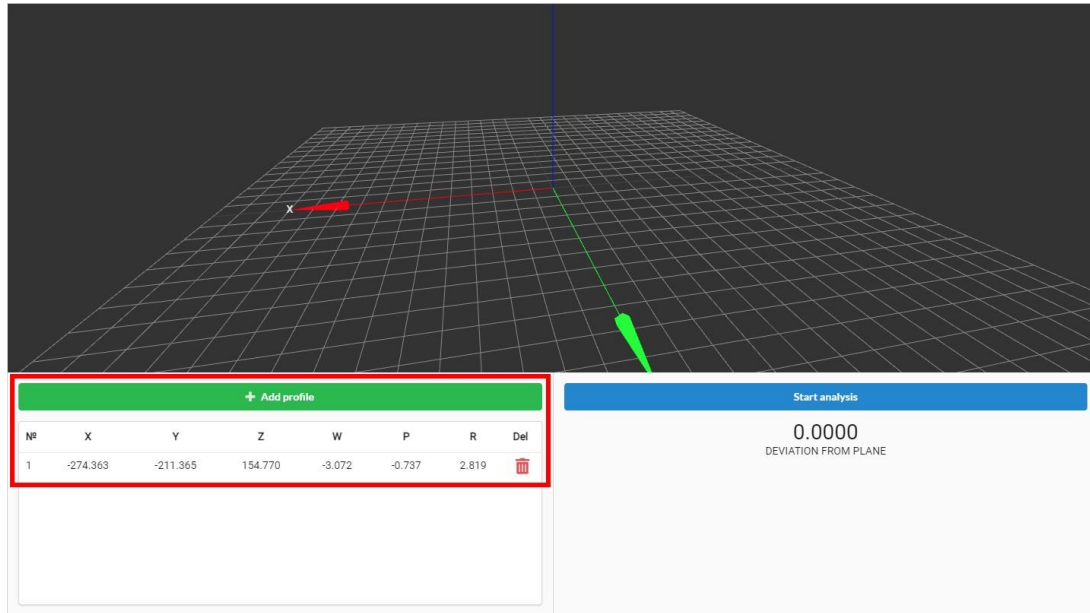 X
+ Add profile
Start analysis
Nº X Y Z W P R Del
1 -274.363 -211.365 154.770 -3.072 -0.737 2.819
0.0000
DEVIATION FROM PLANE